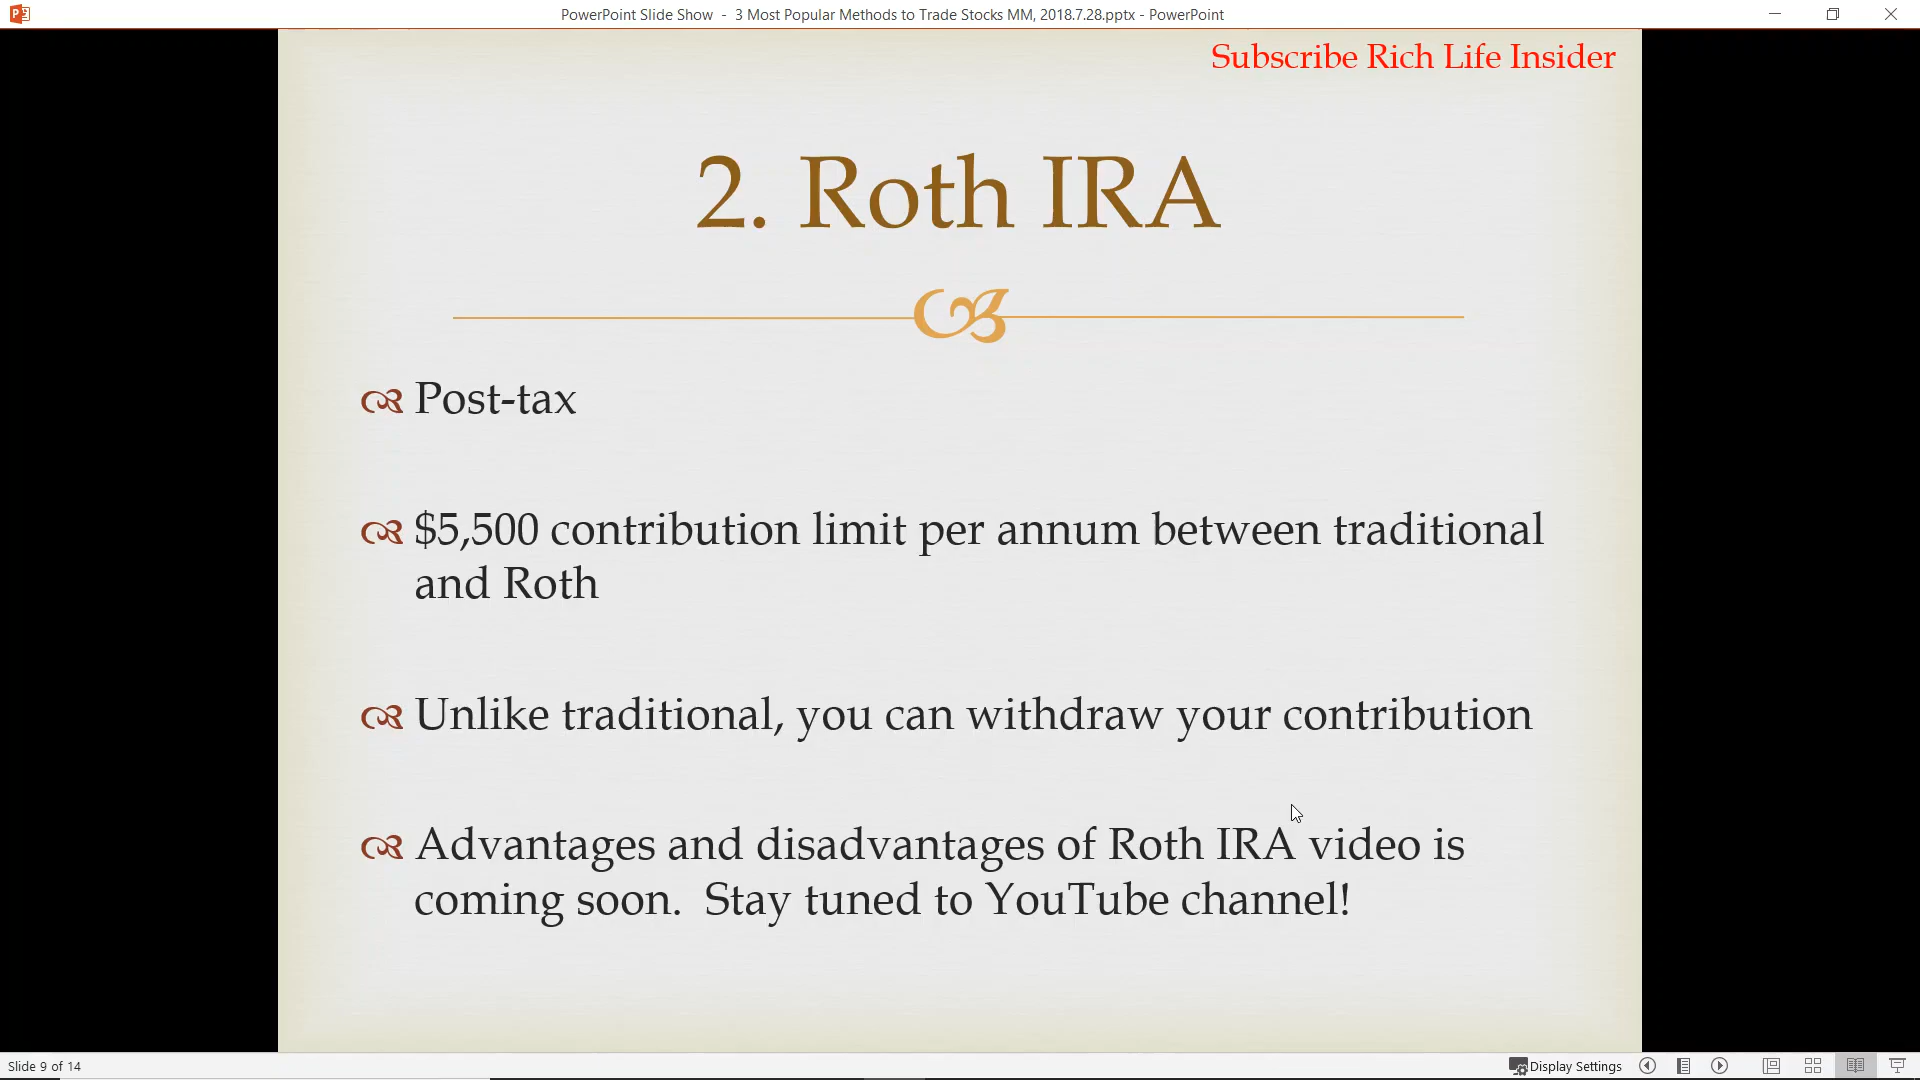 PowerPoint Slide Show - 3 Most Popular Methods to Trade Stocks MM, 2018.7.28.pptx - PowerPoint
Subscribe Rich Life Insider
2. Roth IRA
Post-tax
$5,500 contribution limit per annum between traditional
and Roth
Unlike traditional, you can withdraw your contribution
Advantages and disadvantages of Roth IRA video is
coming soon. Stay tuned to YouTube channel!
Slide 9 of 14
Display Settings